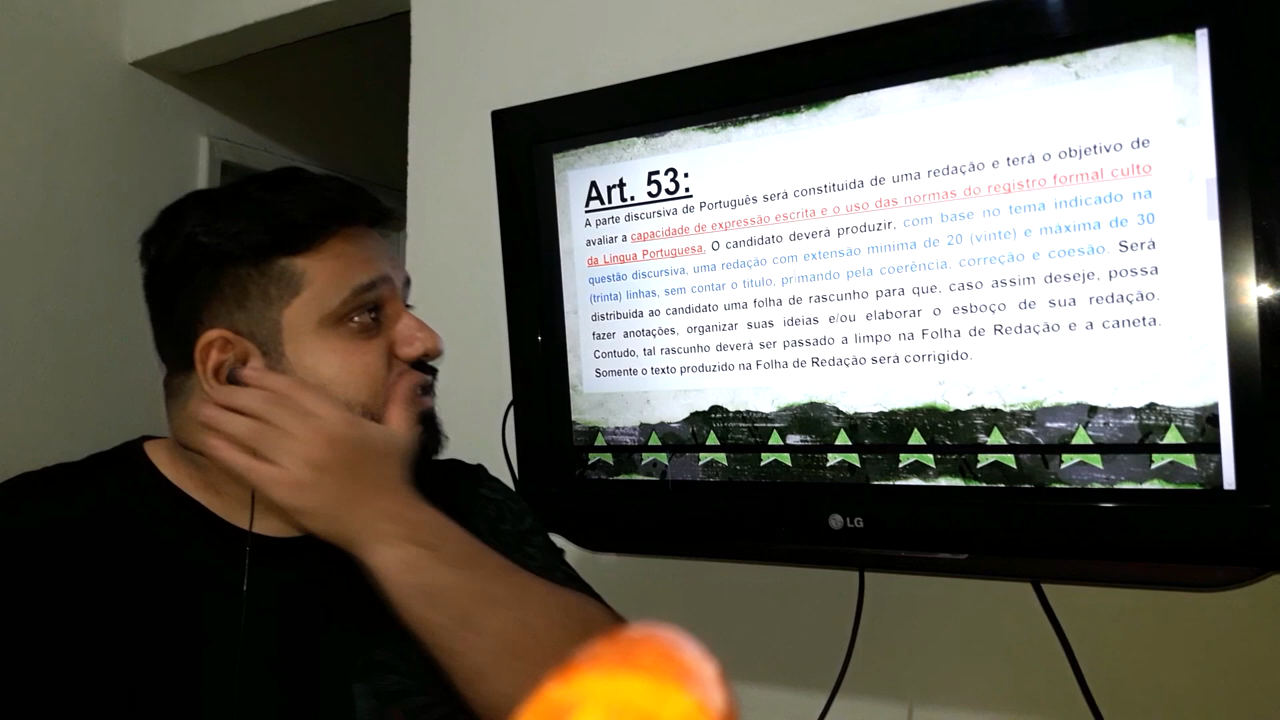 Art. 53:
A parte discursiva de Português será constituida de uma redação e terá o objetivo de
avaliar a capacidade de expressão escrita e o uso das normas do registro formal culto
da Lingua Portuguesa. O candidato deverá produzir, com base no tema indicado na
questão discursiva, uma redação com extensão minima de 20 (vinte) e máxima de 30
(trinta) linhas, sem contar o titulo, primando pela coerência, correção e coesão. Será
distribuida ao candidato uma folha de rascunho para que, caso assim deseje, possa
fazer anotações, organizar suas ideias e/ou elaborar o esboço de sua redação.
Contudo, tal rascunho deverá ser passado a limpo na Folha de Redação e a caneta.
Somente o texto produzido na Folha de Redação será corrigido.
LG